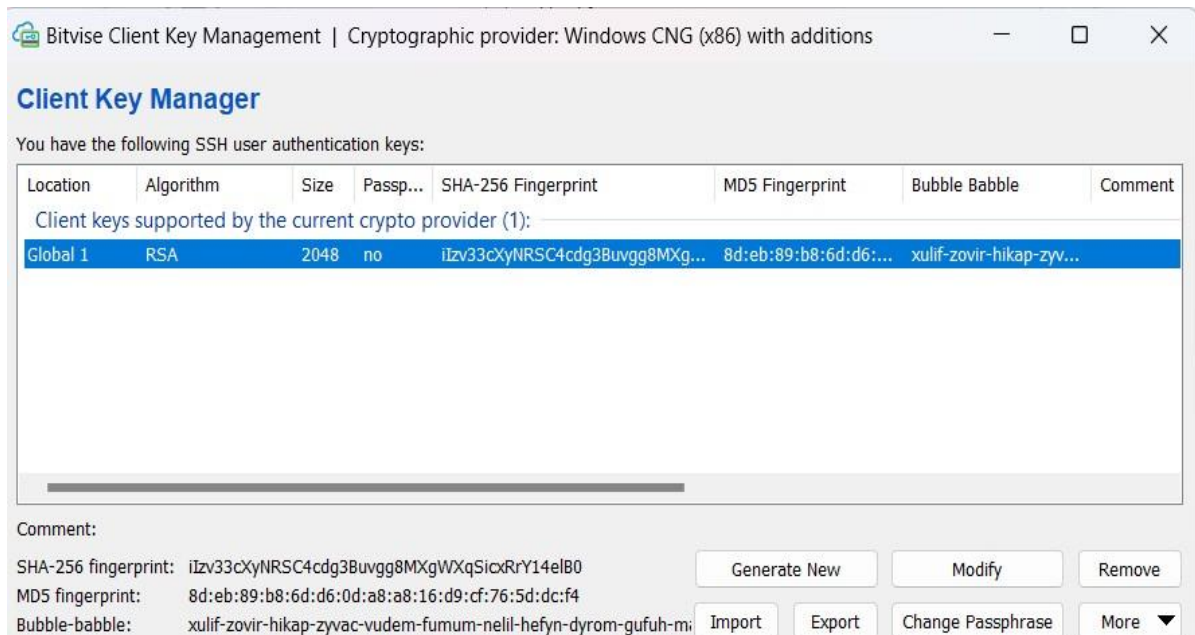 Bitvise Client Key Management | Cryptographic provider: Windows CNG (x86) with additions
Client Key Manager
You have the following SSH user authentication keys:
Location Algorithm Size Passp... SHA-256 Fingerprint MD5 Fingerprint Bubble Babble Comment
Client keys supported by the current crypto provider (1):
Global 1 RSA 2048 no iIzv33cXyNRSC4cdg3Buvgg8MXg... 8d:eb:89:b8:6d:d6:... xulif-zovir-hikap-zyv...
Comment:
SHA-256 fingerprint: iIzv33cXyNRSC4cdg3Buvgg8MXgWXqSicxRrY14elB0
MD5 fingerprint: 8d:eb:89:b8:6d:d6:0d:a8:a8:16:d9:cf:76:5d:dc:f4
Bubble-babble: xulif-zovir-hikap-zyvac-vudem-fumum-nelil-hefyn-dyrom-gufuh-m
Generate New Modify Remove
Import Export Change Passphrase More